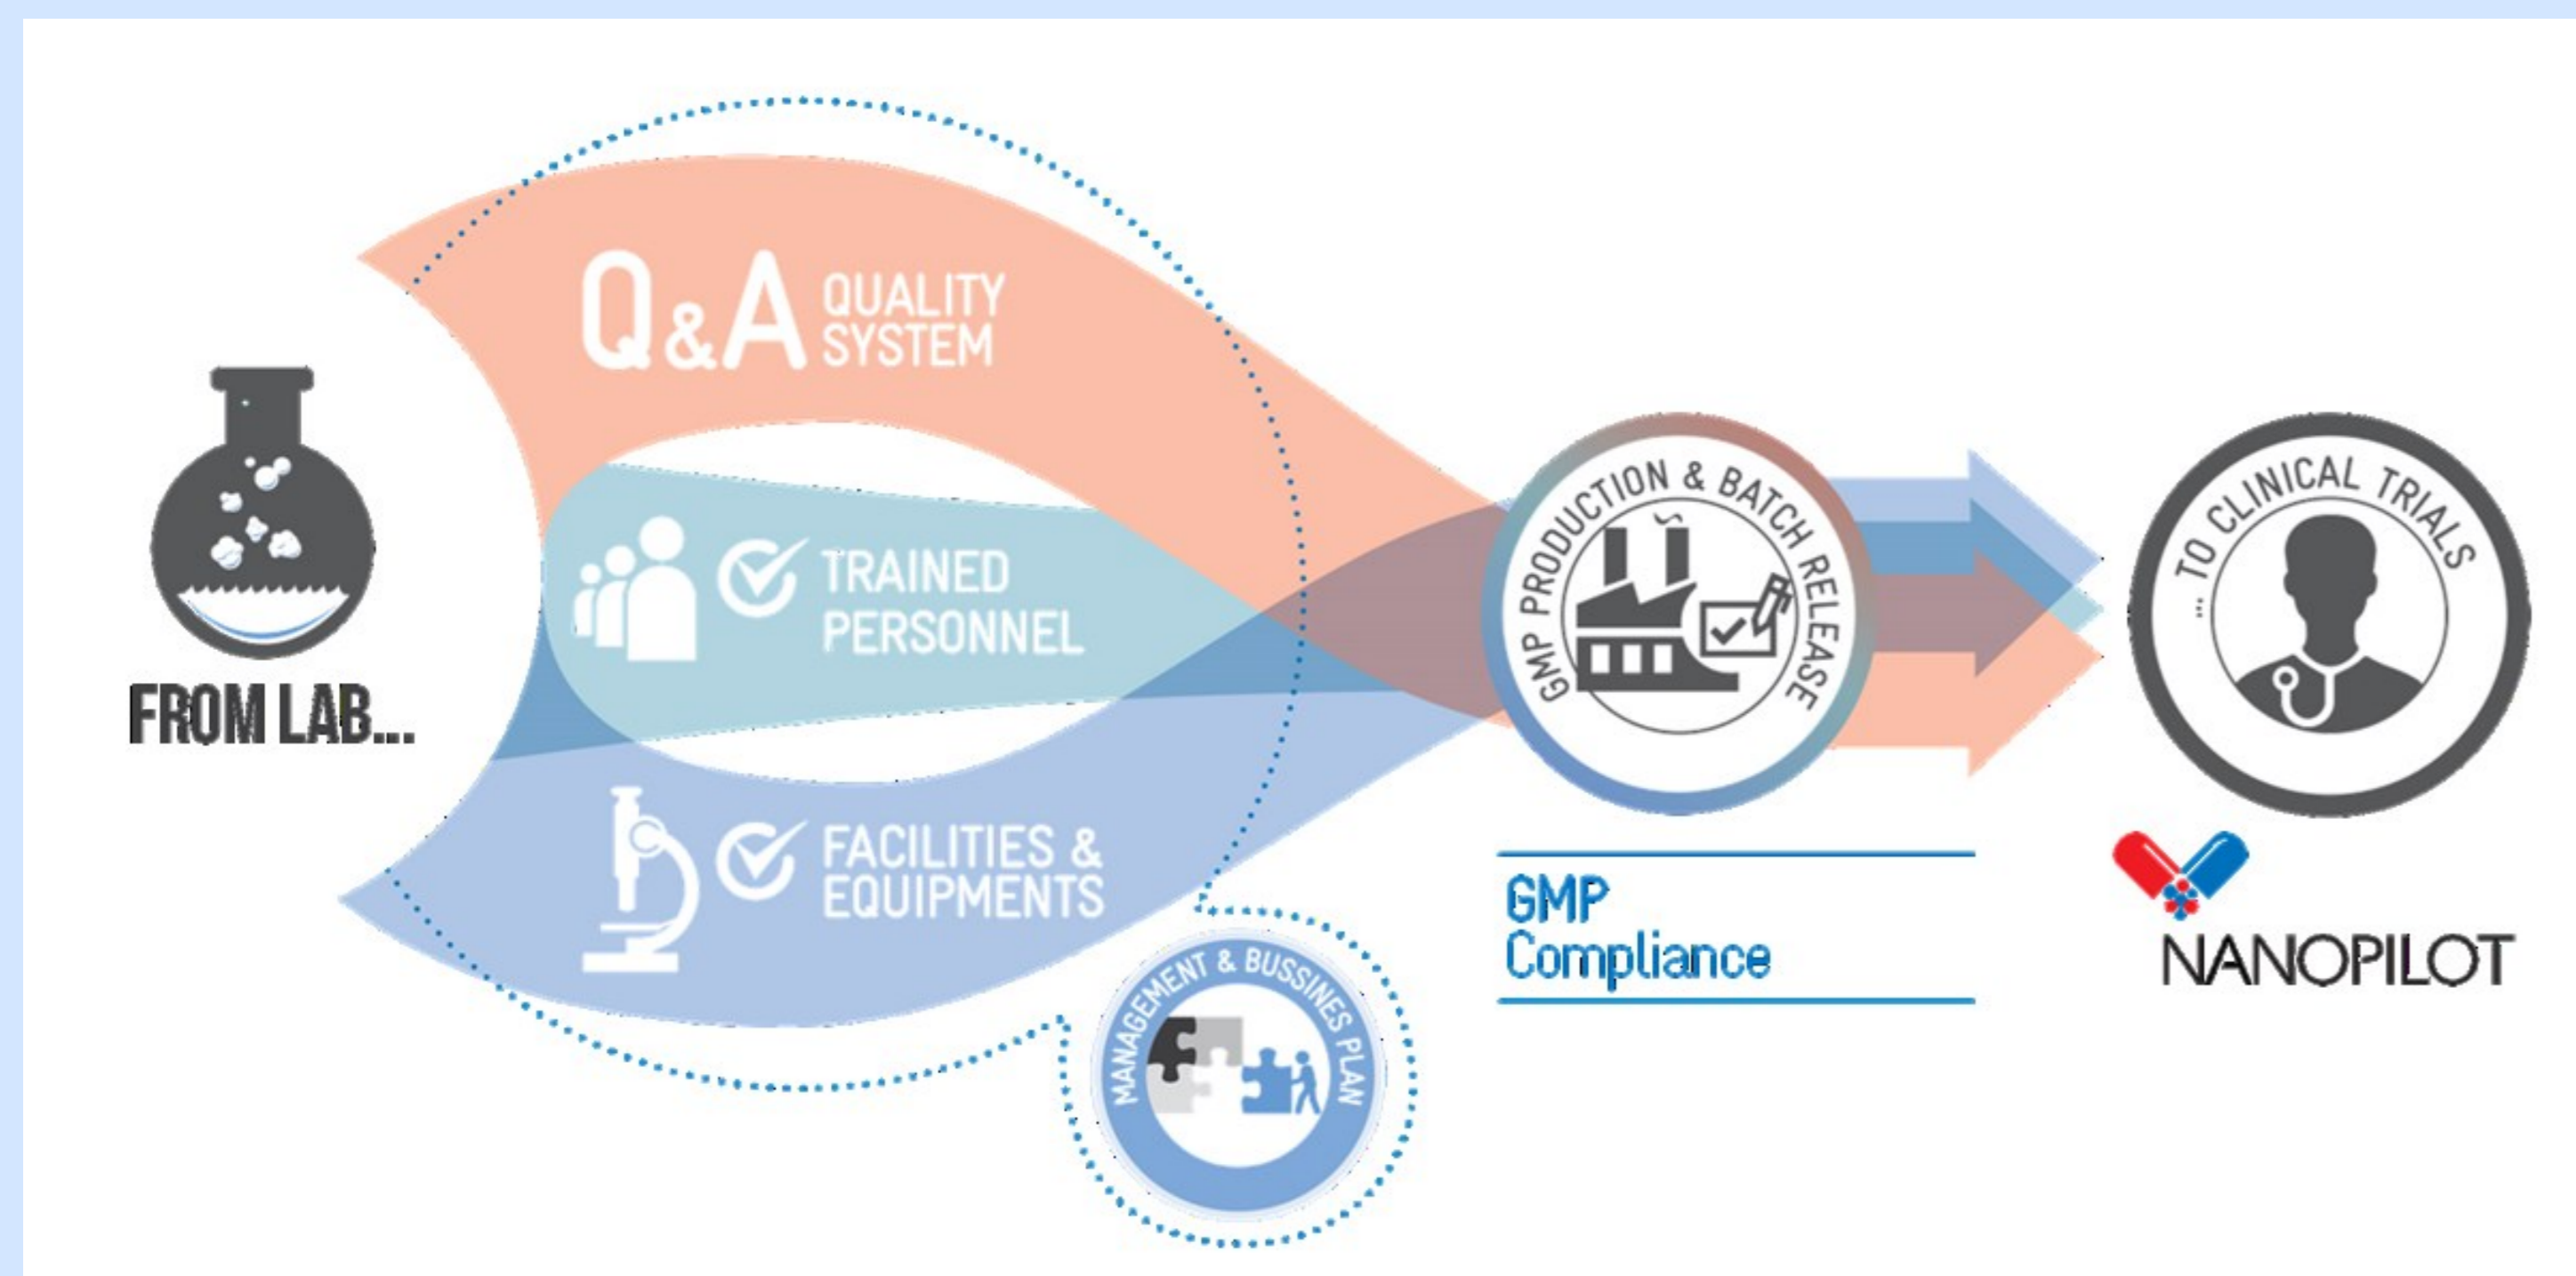 Q&A QUALITY
SYSTEM
TRAINED
PERSONNEL
FACILITIES &
EQUIPMENTS
FROM LAB...
MANAGEMENT & BUSSINES PLAN
GMP PRODUCTION & BATCH RELEASE
GMP
Compliance
... TO CLINICAL TRIALS
NANOPILOT